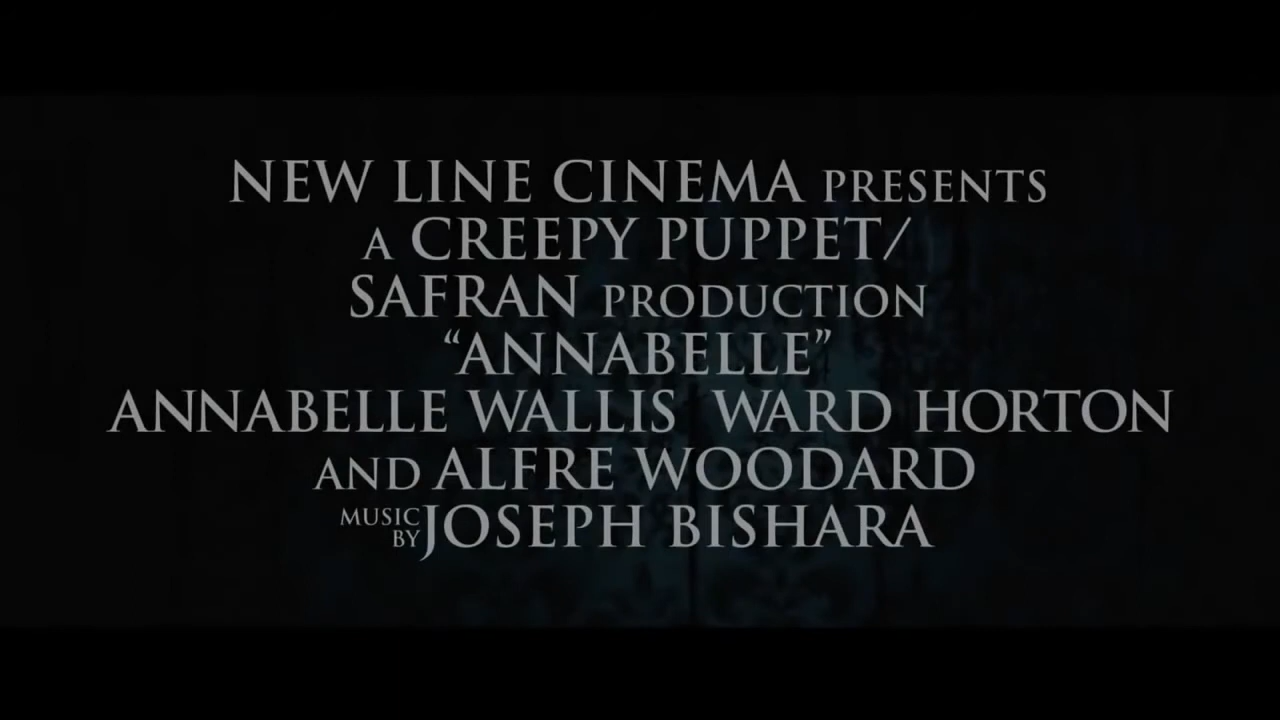 NEW LINE CINEMA PRESENTS
A CREEPY PUPPET/
SAFRAN PRODUCTION
“ANNABELLE”
ANNABELLE WALLIS WARD HORTON
AND ALFRE WOODARD
MUSIC BY JOSEPH BISHARA